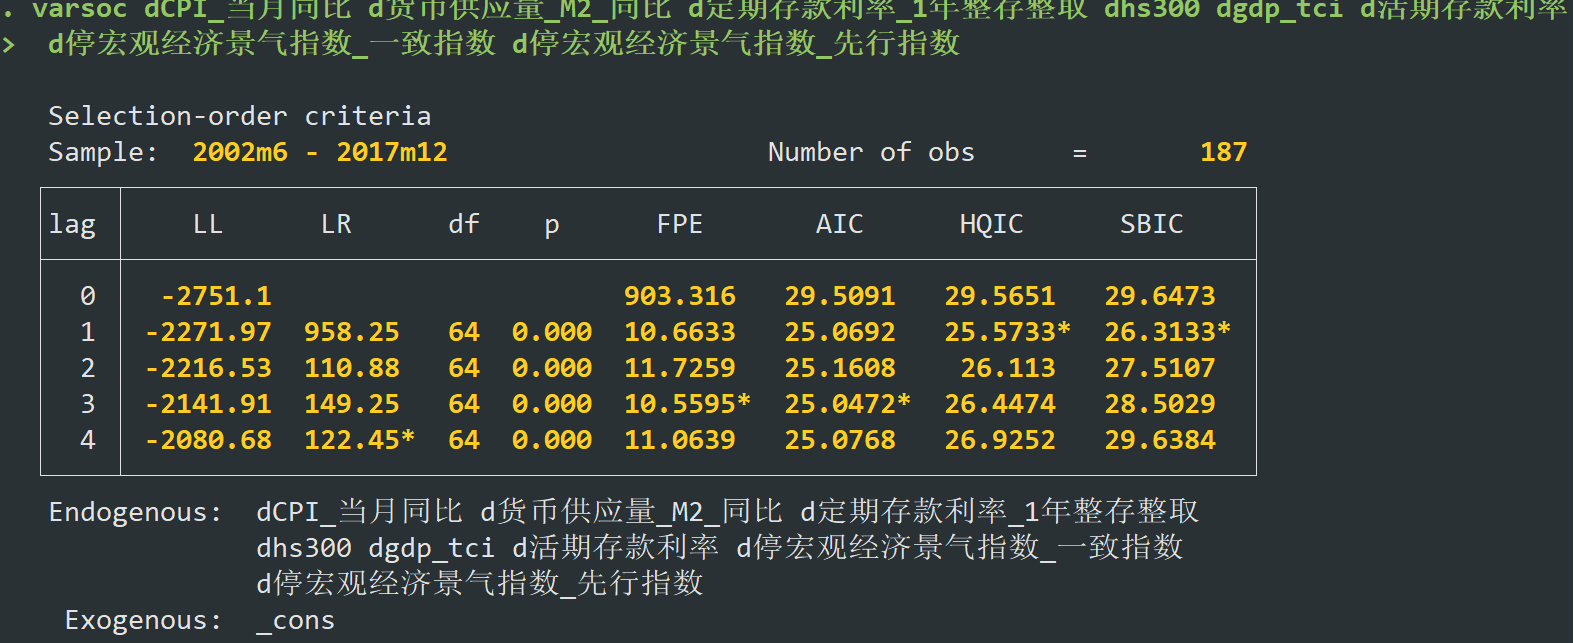 . varsoc dCPI_当月同比 d货币供应量_M2_同比 d定期存款利率_1年整存整取 dhs300 dgdp_tci d活期存款利率
> d停宏观经济景气指数_一致指数 d停宏观经济景气指数_先行指数
Selection-order criteria
Sample: 2002m6 - 2017m12 Number of obs = 187
lag LL LR df p FPE AIC HQIC SBIC
0 -2751.1 903.316 29.5091 29.5651 29.6473
1 -2271.97 958.25 64 0.000 10.6633 25.0692 25.5733* 26.3133*
2 -2216.53 110.88 64 0.000 11.7259 25.1608 26.113 27.5107
3 -2141.91 149.25 64 0.000 10.5595* 25.0472* 26.4474 28.5029
4 -2080.68 122.45* 64 0.000 11.0639 25.0768 26.9252 29.6384
Endogenous: dCPI_当月同比 d货币供应量_M2_同比 d定期存款利率_1年整存整取
dhs300 dgdp_tci d活期存款利率 d停宏观经济景气指数_一致指数
d停宏观经济景气指数_先行指数
Exogenous: _cons